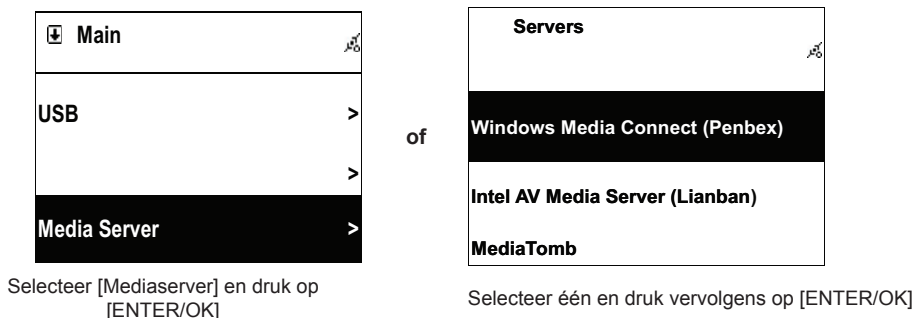 Main
USB >
>
Media Server >
Selecteer [Mediaserver] en druk op
[ENTER/OK]
of
Servers
Windows Media Connect (Penbex)
Intel AV Media Server (Lianban)
MediaTomb
Selecteer één en druk vervolgens op [ENTER/OK]